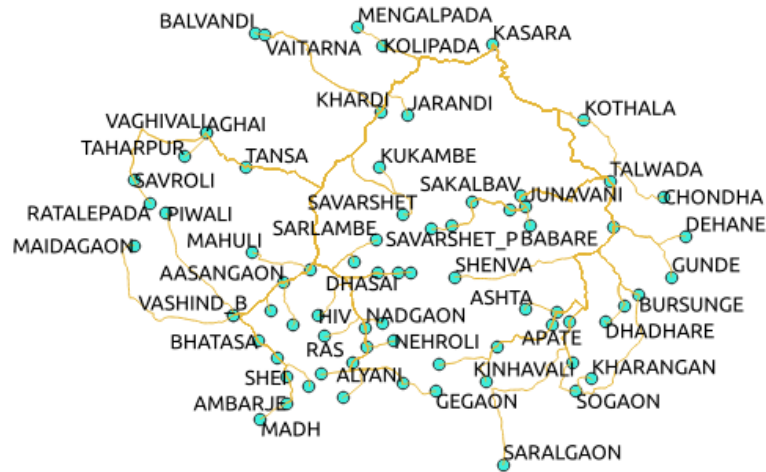 MENGALPADA
BALVANDI
KASARA
VAITARNA
KOLIPADA
KHARDI
JARANDI
KOTHALA
VAGHIVALI
AGHAI
TAHARPUR
TANSA
KUKAMBE
TALWADA
SAVROLI
SAKALBAV
JUNAVANI
CHONDHA
RATALEPADA
PIWALI
SAVARSHET
DEHANE
MAIDAGAON
MAHULI
SARLAMBE
SAVARSHET_P
BABARE
AASANGAON
DHASAI
SHENVA
GUNDE
VASHIND_B
ASHTA
BURSUNGE
HIV
NADGAON
DHADHARE
BHATASA
RAS
NEHROLI
APATE
SHEI
ALYANI
KINHAVALI
KHARANGAN
AMBARJE
GEGAON
SOGAON
MADH
SARALGAON